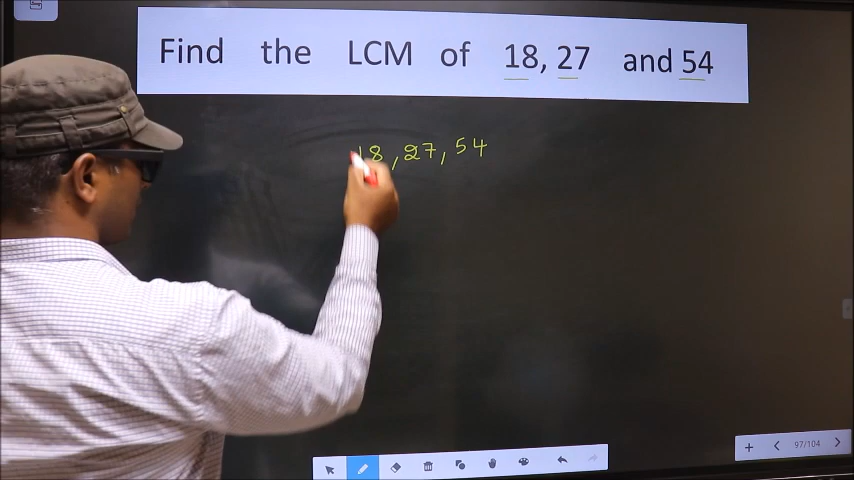 Find the LCM of 18, 27 and 54
18, 27, 54
97/104